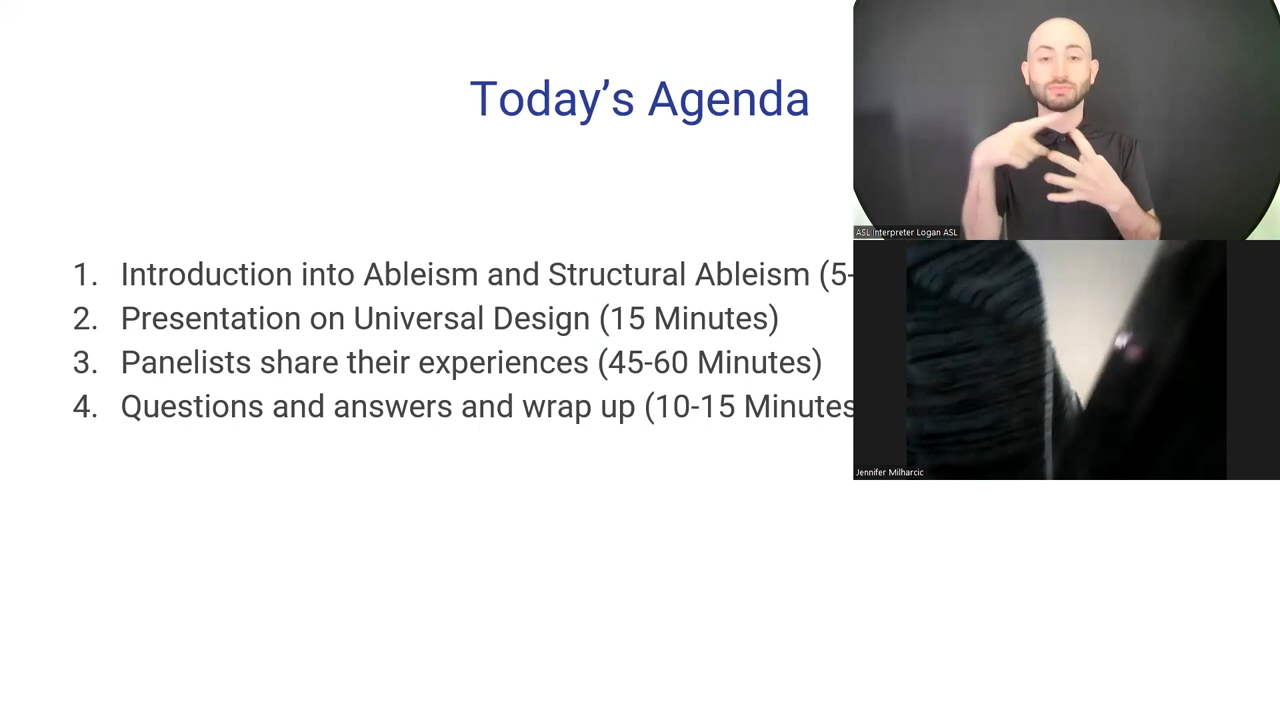 Today’s Agenda
1. Introduction into Ableism and Structural Ableism (5-
2. Presentation on Universal Design (15 Minutes)
3. Panelists share their experiences (45-60 Minutes)
4. Questions and answers and wrap up (10-15 Minutes
ASL Interpreter Logan ASL
Jennifer Milharcic